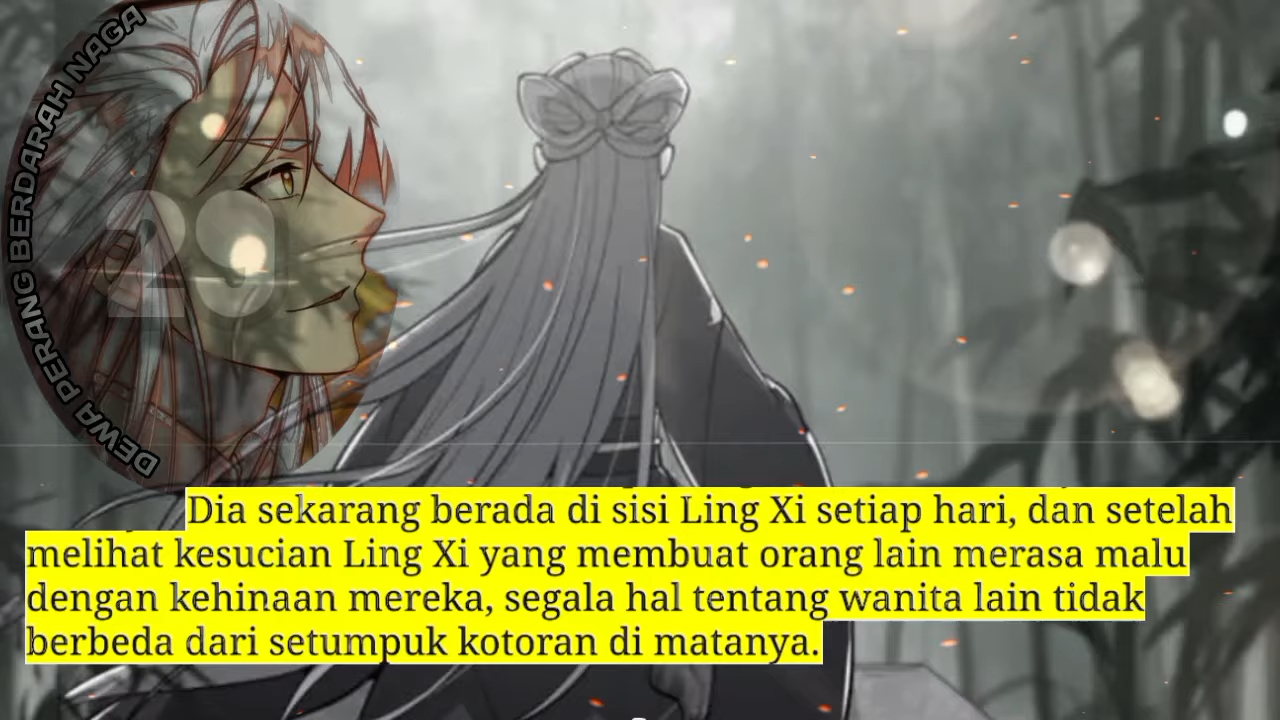 DEWA PERANG BERDARAH NAGA
29
Dia sekarang berada di sisi Ling Xi setiap hari, dan setelah
melihat kesucian Ling Xi yang membuat orang lain merasa malu
dengan kehinaan mereka, segala hal tentang wanita lain tidak
berbeda dari setumpuk kotoran di matanya.